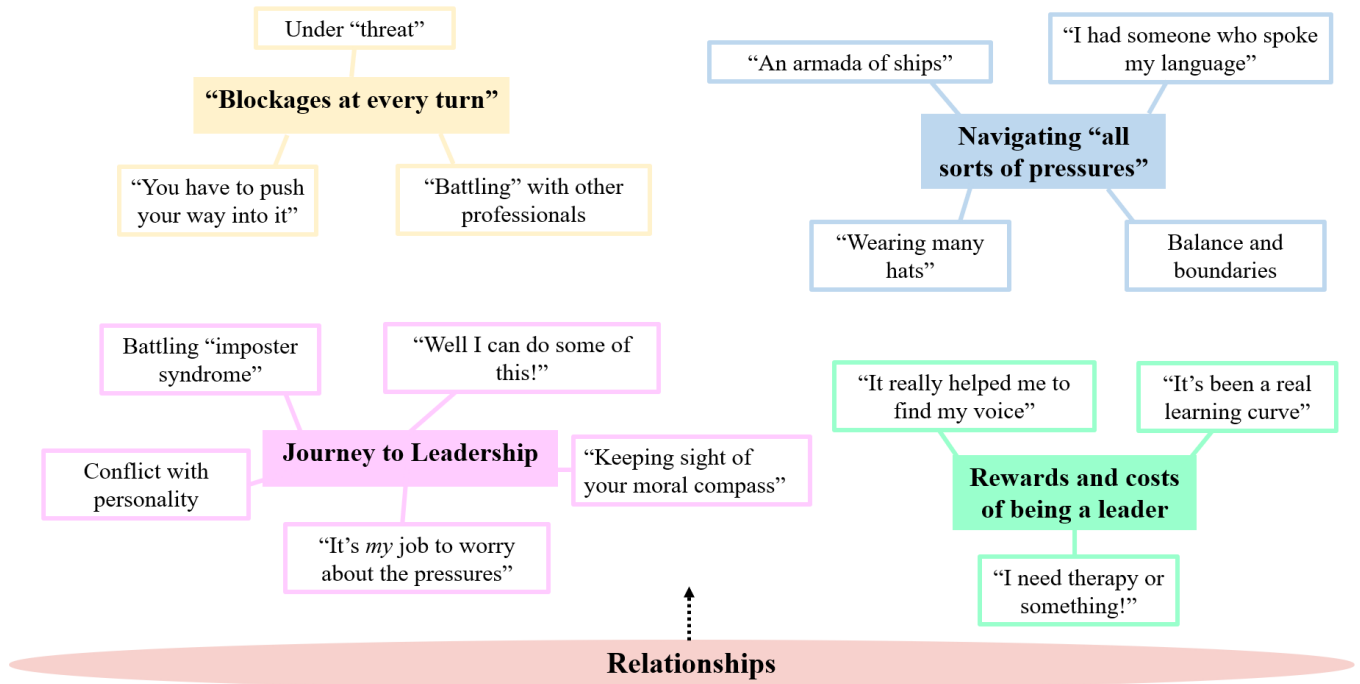 Under “threat”
“Blockages at every turn”
“You have to push
your way into it”
“Battling” with other
professionals
“An armada of ships”
“I had someone who spoke
my language”
Navigating “all
sorts of pressures”
“Wearing many
hats”
Balance and
boundaries
Battling “imposter
syndrome”
“Well I can do some of
this!”
Journey to Leadership
Conflict with
personality
“Keeping sight of
your moral compass”
“It’s my job to worry
about the pressures”
“It really helped me to
find my voice”
“It’s been a real
learning curve”
Rewards and costs
of being a leader
“I need therapy or
something!”
Relationships